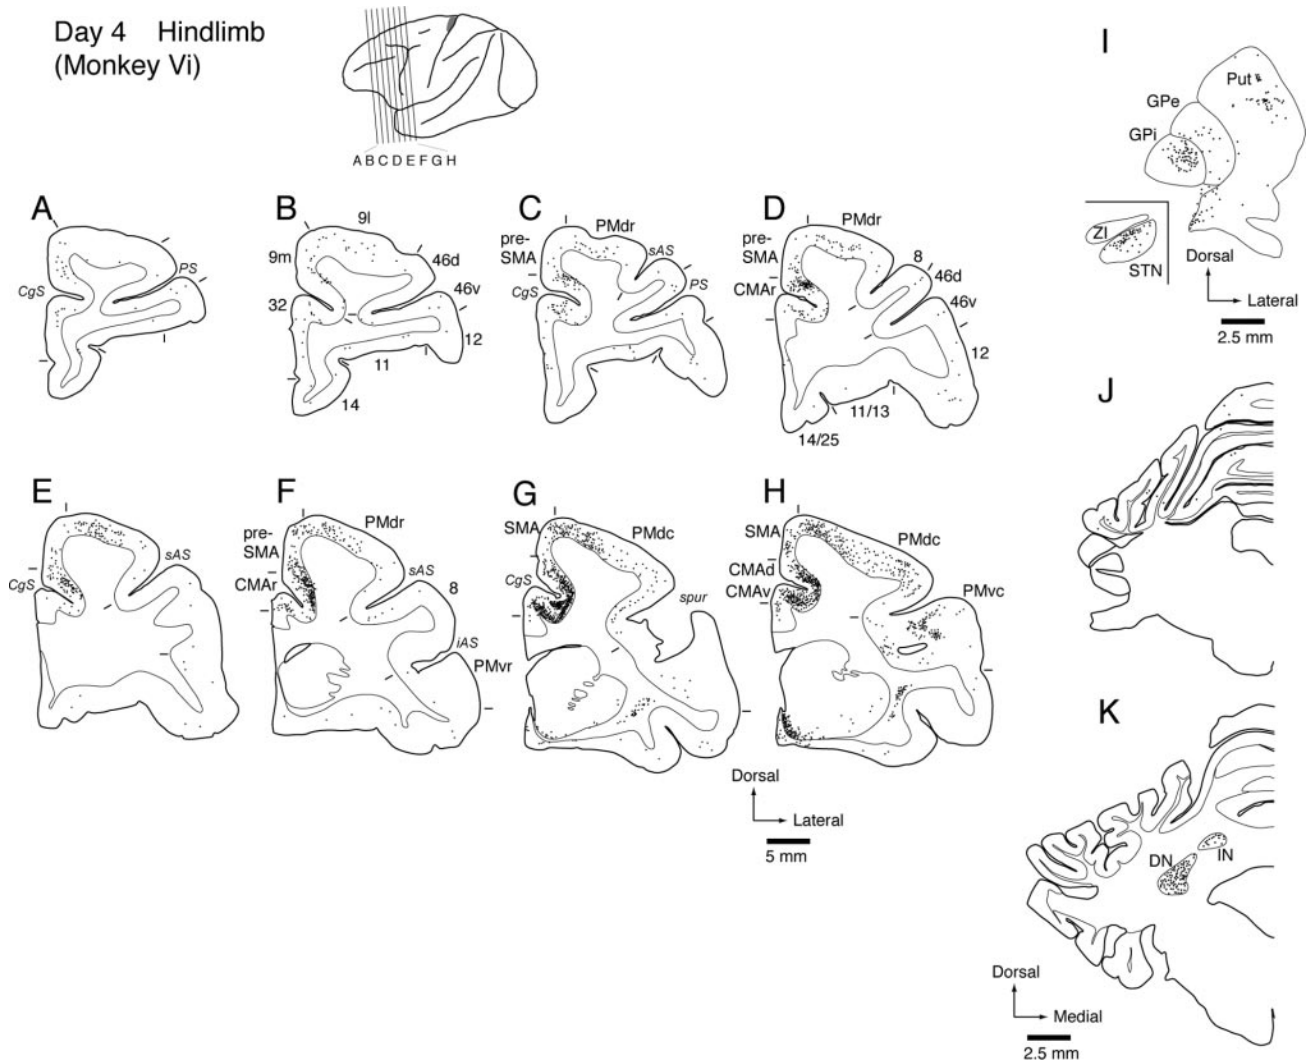 Day 4 Hindlimb
(Monkey Vi)
A B C D E F G H
A
CgS
PS
B
9l
9m
46d
46v
32
12
11
14
C
PMdr
pre-
SMA
sAS
CgS
PS
D
PMdr
pre-
SMA
8
46d
CMAr
46v
12
11/13
14/25
E
sAS
CgS
F
PMdr
pre-
SMA
sAS
CMAr
8
iAS
PMvr
G
SMA
PMdc
CgS
spur
H
SMA
PMdc
CMAd
CMAv
PMvc
Dorsal
Lateral
5 mm
I
Put
GPe
GPi
ZI
STN
Dorsal
Lateral
2.5 mm
J
K
DN
IN
Dorsal
Medial
2.5 mm